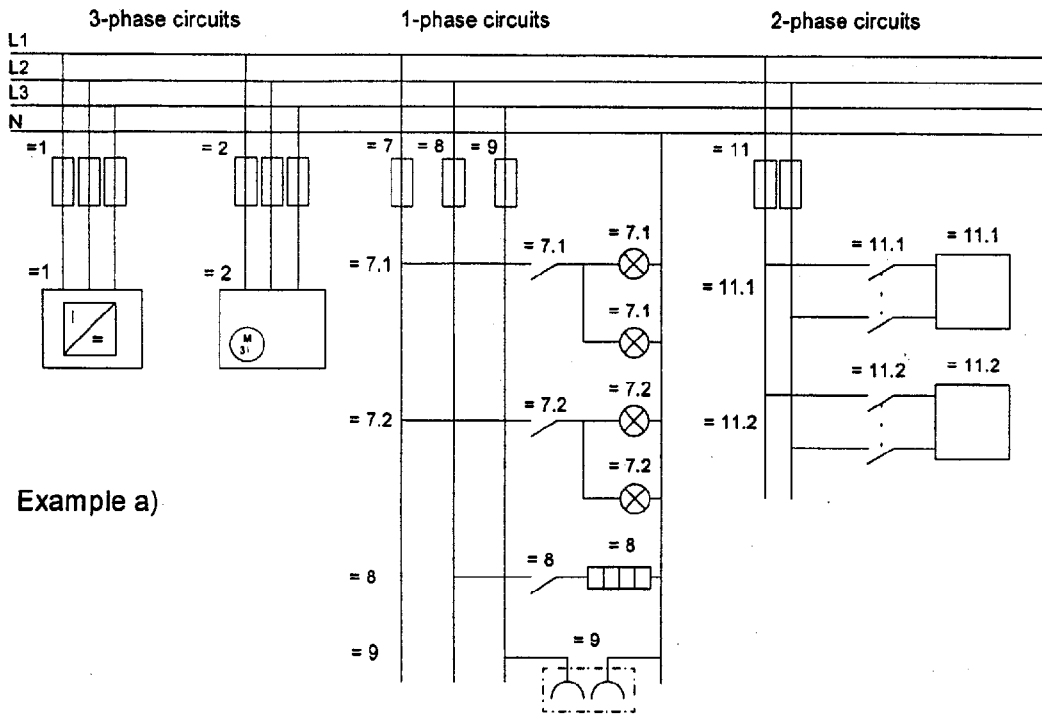 3-phase circuits 1-phase circuits 2-phase circuits
L1
L2
L3
N
=1 =2 = 7 = 8 = 9 = 11
= 7.1 = 7.1 = 7.1
= 11.1 = 11.1 = 11.1
=1 =2
=
M
3
= 7.1
= 7.2 = 7.2 = 7.2
= 11.2 = 11.2 = 11.2
= 7.2
Example a)
= 8 = 8 = 8
= 9 = 9